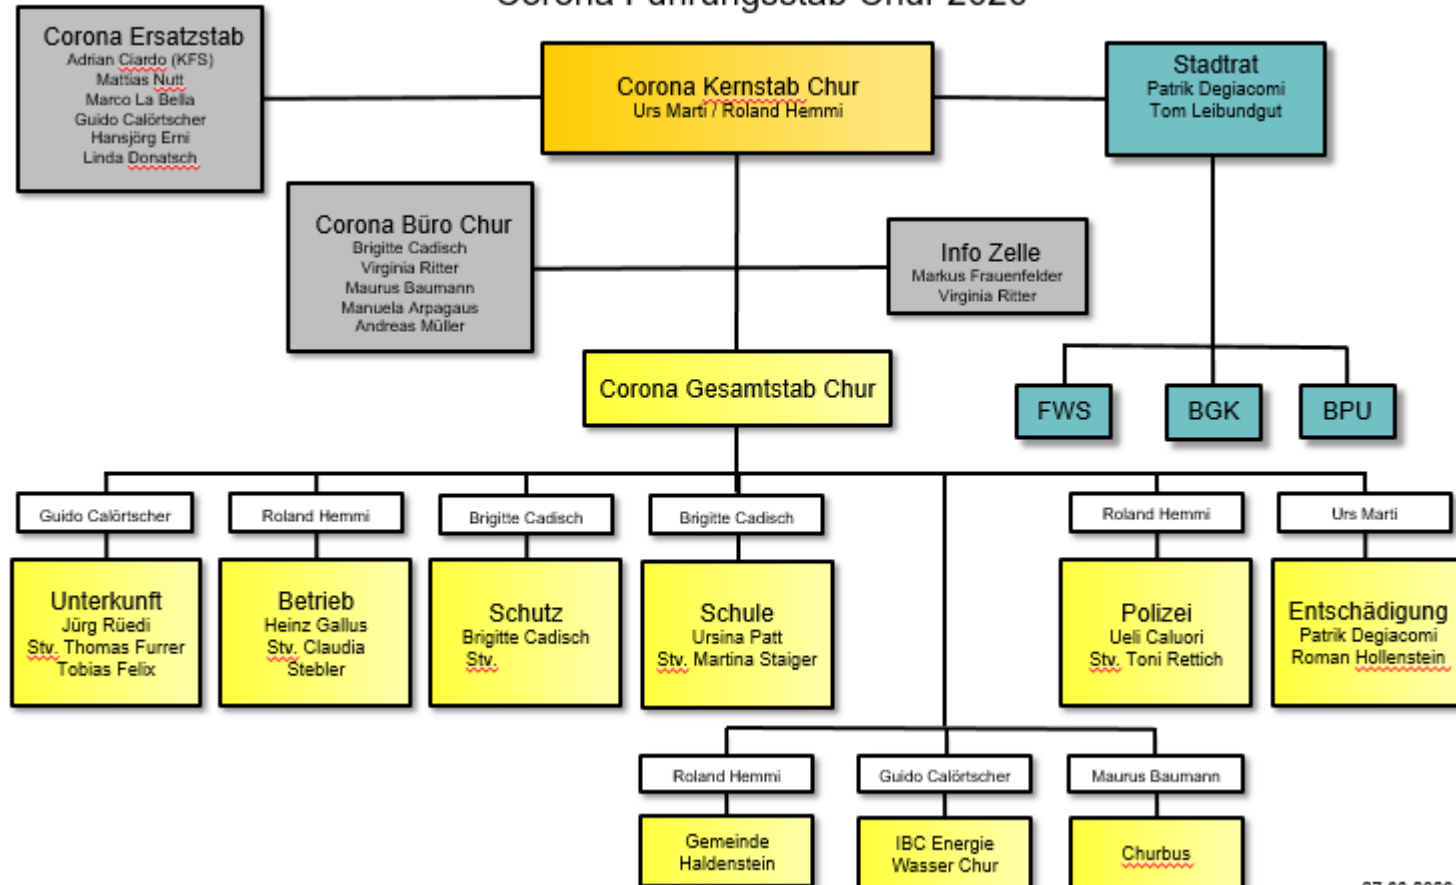 Corona Führungsstab Chur 2020
Corona Ersatzstab
Adrian Ciardo (KFS)
Mattias Nutt
Marco La Bella
Guido Calörtscher
Hansjörg Erni
Linda Donatsch
Corona Kernstab Chur
Urs Marti / Roland Hemmi
Stadtrat
Patrik Degiacomi
Tom Leibundgut
Corona Büro Chur
Brigitte Cadisch
Virginia Ritter
Maurus Baumann
Manuela Arpagaus
Andreas Müller
Info Zelle
Markus Frauenfelder
Virginia Ritter
Corona Gesamtstab Chur
FWS
BGK
BPU
Guido Calörtscher
Roland Hemmi
Brigitte Cadisch
Brigitte Cadisch
Roland Hemmi
Urs Marti
Unterkunft
Jürg Rüedi
Stv. Thomas Furrer
Tobias Felix
Betrieb
Heinz Gallus
Stv. Claudia
Stebler
Schutz
Brigitte Cadisch
Stv.
Schule
Ursina Patt
Stv. Martina Staiger
Polizei
Ueli Caluori
Stv. Toni Rettich
Entschädigung
Patrik Degiacomi
Roman Hollenstein
Roland Hemmi
Guido Calörtscher
Maurus Baumann
Gemeinde
Haldenstein
IBC Energie
Wasser Chur
Churbus